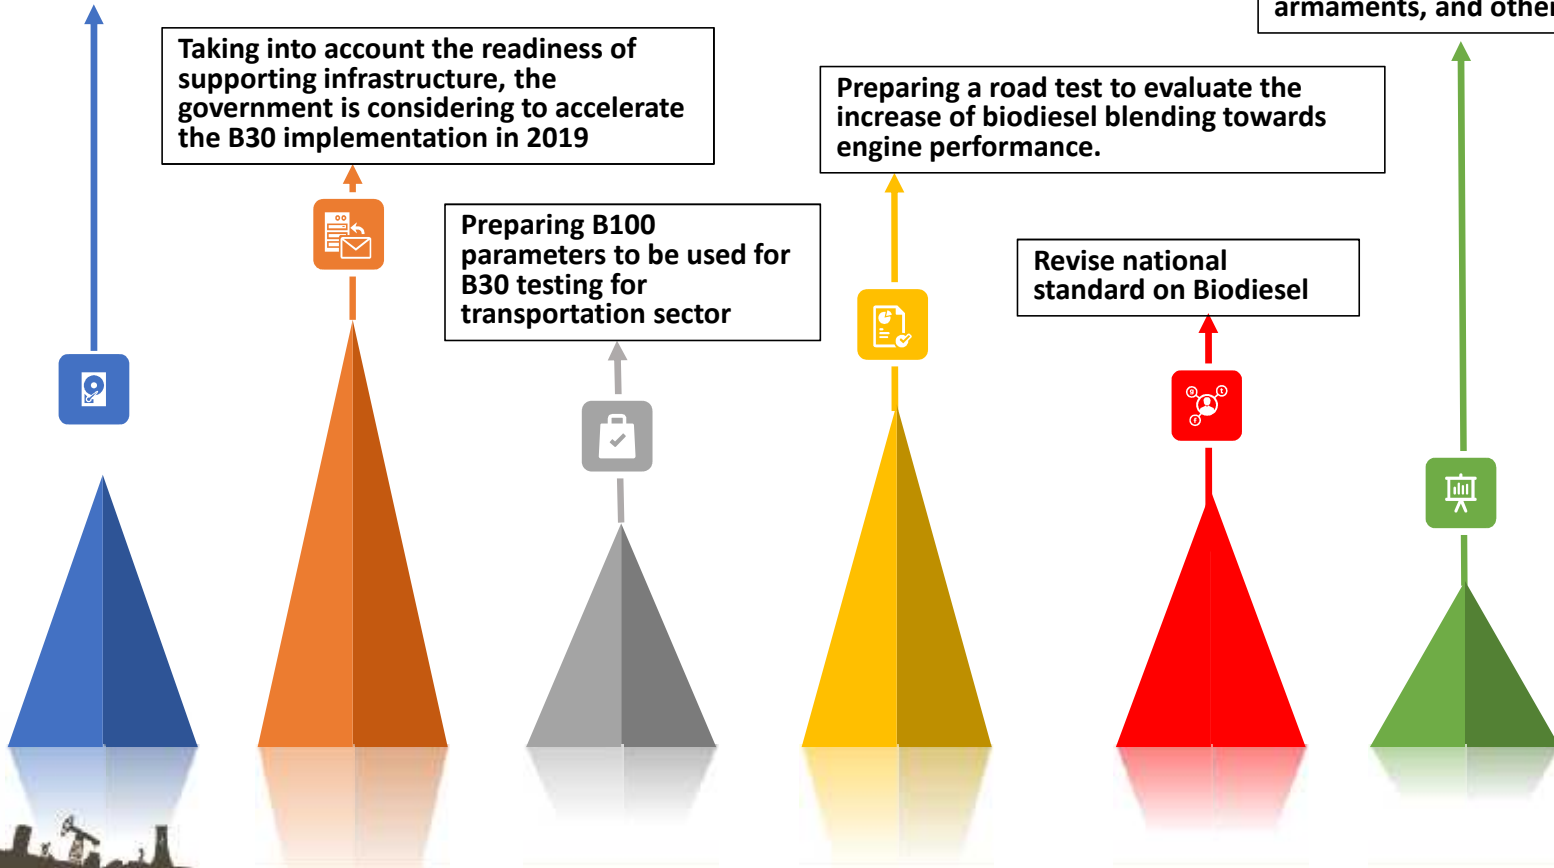 armaments, and other
Taking into account the readiness of
supporting infrastructure, the
government is considering to accelerate
the B30 implementation in 2019
Preparing a road test to evaluate the
increase of biodiesel blending towards
engine performance.
Preparing B100
parameters to be used for
B30 testing for
transportation sector
Revise national
standard on Biodiesel